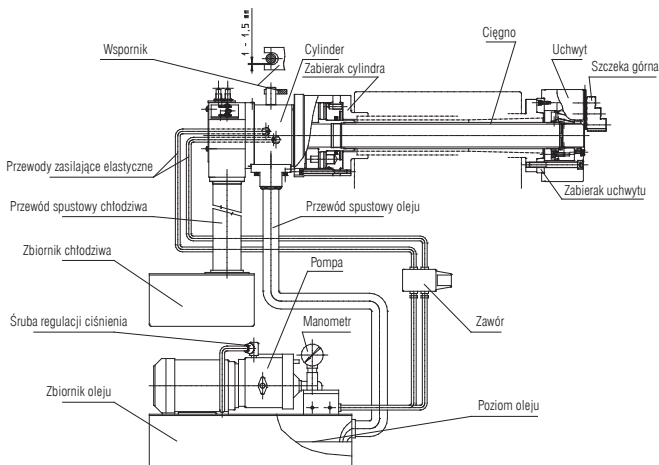 1 - 1,5 mm
Wspornik
Cylinder
Zabierak cylindra
Cięgno
Uchwyt
Szczeka górna
Przewody zasilające elastyczne
Zabierak uchwytu
Przewód spustowy chłodziwa
Przewód spustowy oleju
Zbiornik chłodziwa
Pompa
Zawór
Śruba regulacji ciśnienia
Manometr
Zbiornik oleju
Poziom oleju